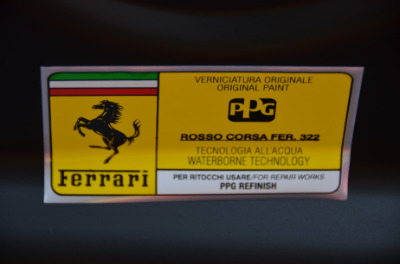 VERNICIATURA ORIGINALE
ORIGINAL PAINT
PPG
ROSSO CORSA FER. 322
TECNOLOGIA ALL'ACQUA
WATERBORNE TECHNOLOGY
Ferrari
PER RITOCCHI USARE/FOR REPAIR WORKS
PPG REFINISH